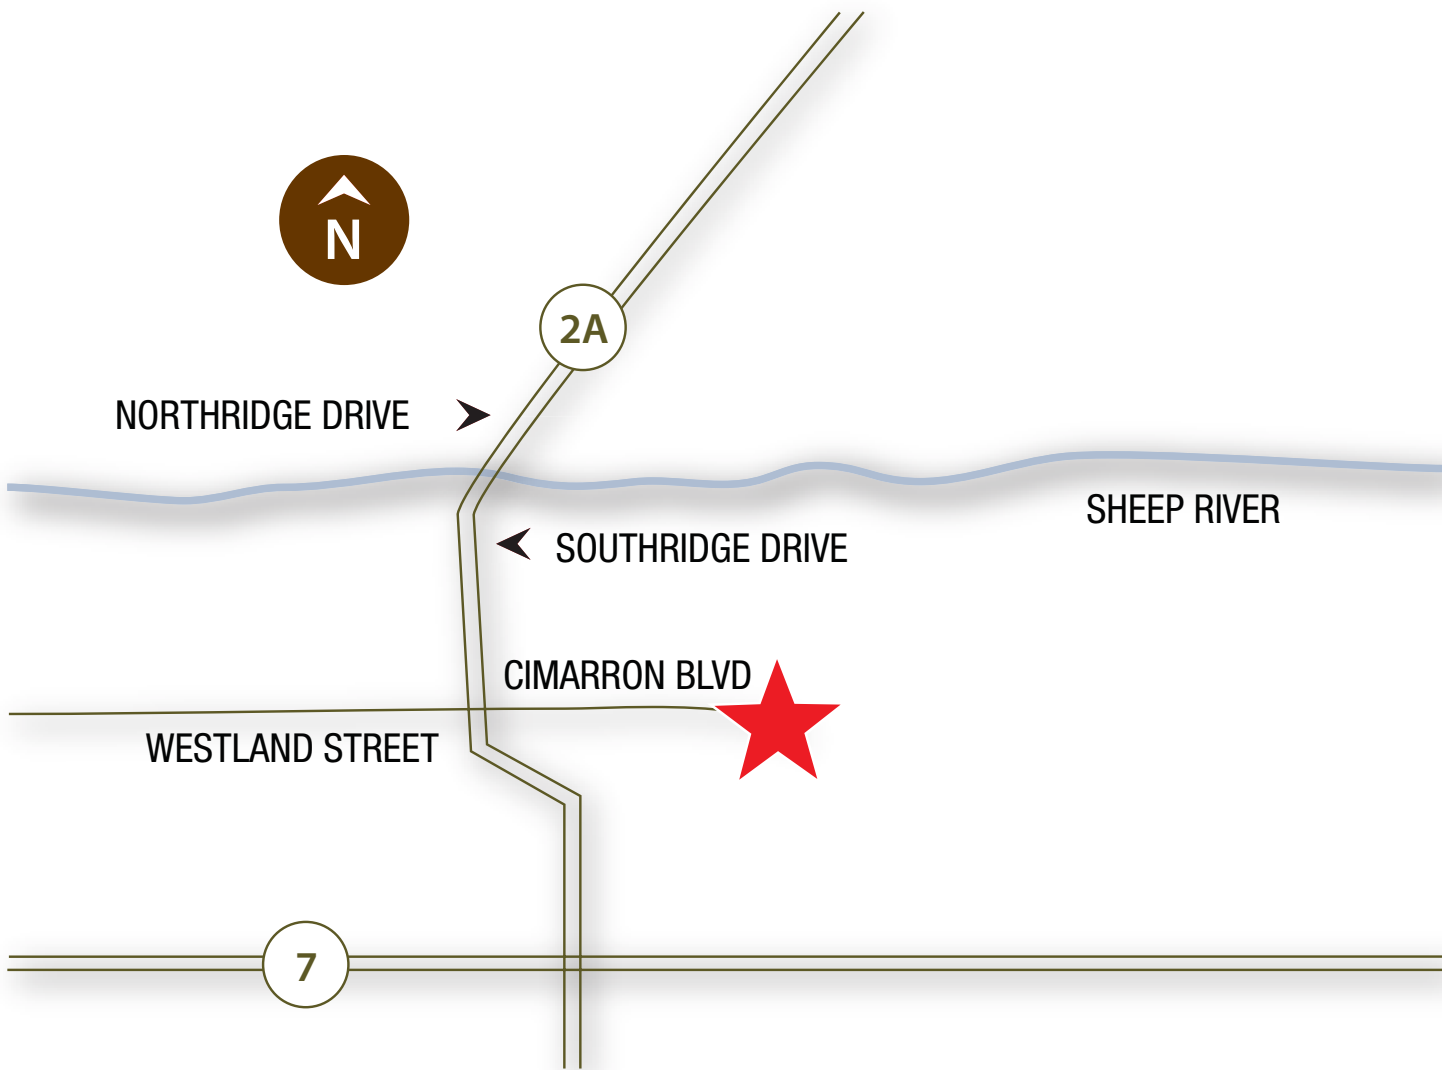 N
2A
NORTHRIDGE DRIVE
SHEEP RIVER
SOUTHRIDGE DRIVE
CIMARRON BLVD
WESTLAND STREET
7